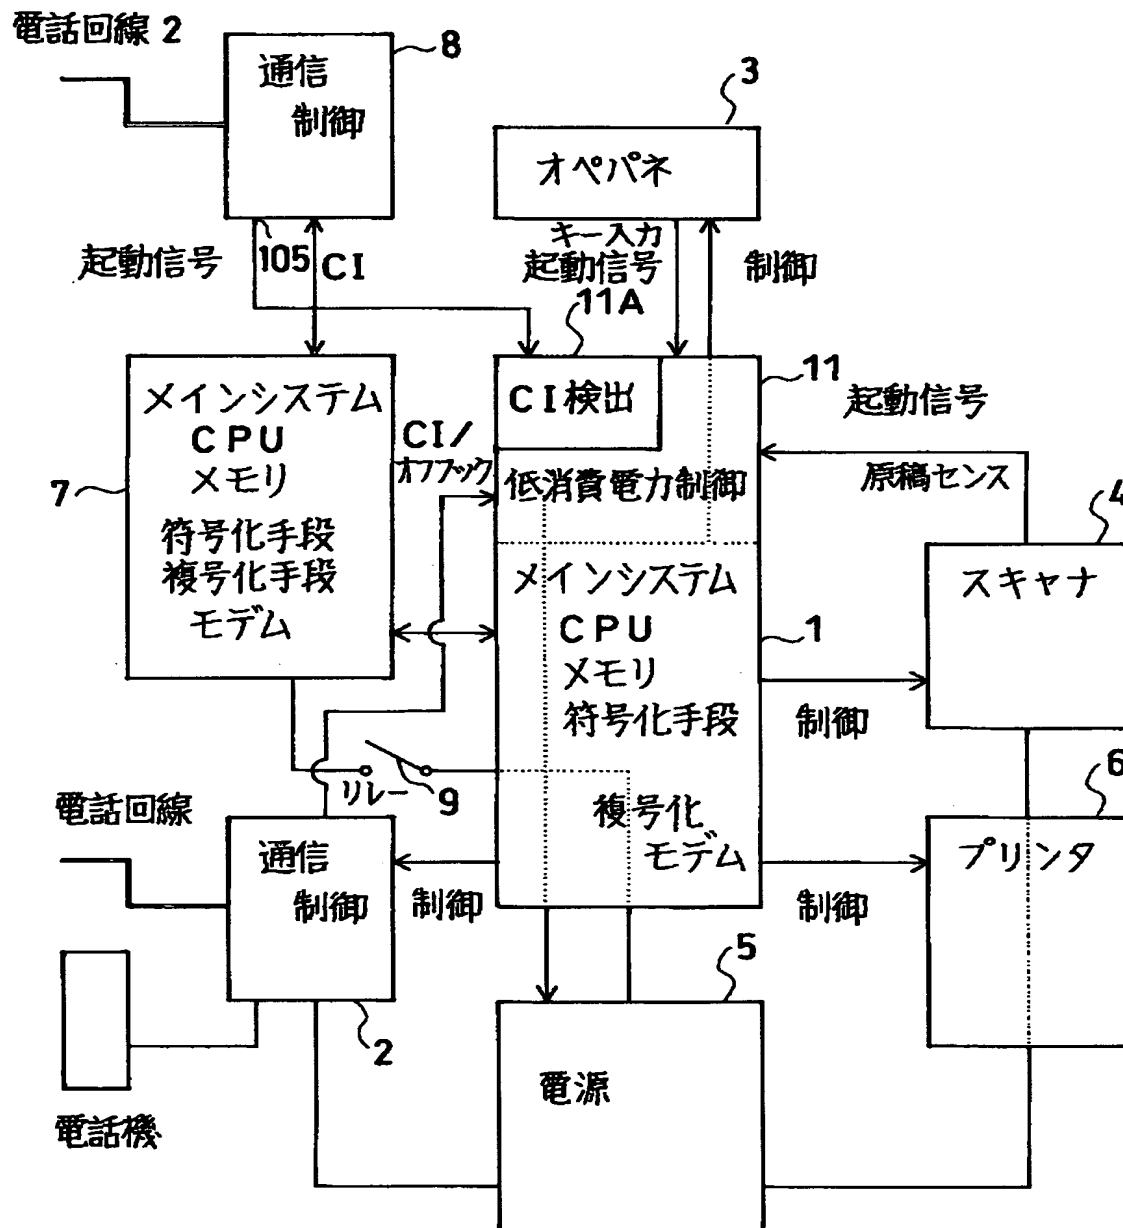 電話回線 2
通信
制御
8
3
オペパネ
起動信号
105
CI
キー入力
起動信号
制御
11A
11
メインシステム
CPU
メモリ
符号化手段
複号化手段
モデム
7
CI/
オフフック
CI検出
低消費電力制御
起動信号
原稿センス
4
スキャナ
メインシステム
CPU
メモリ
符号化手段
複号化
モデム
1
制御
リレー
9
6
プリンタ
制御
電話回線
通信
制御
制御
2
電話機
5
電源